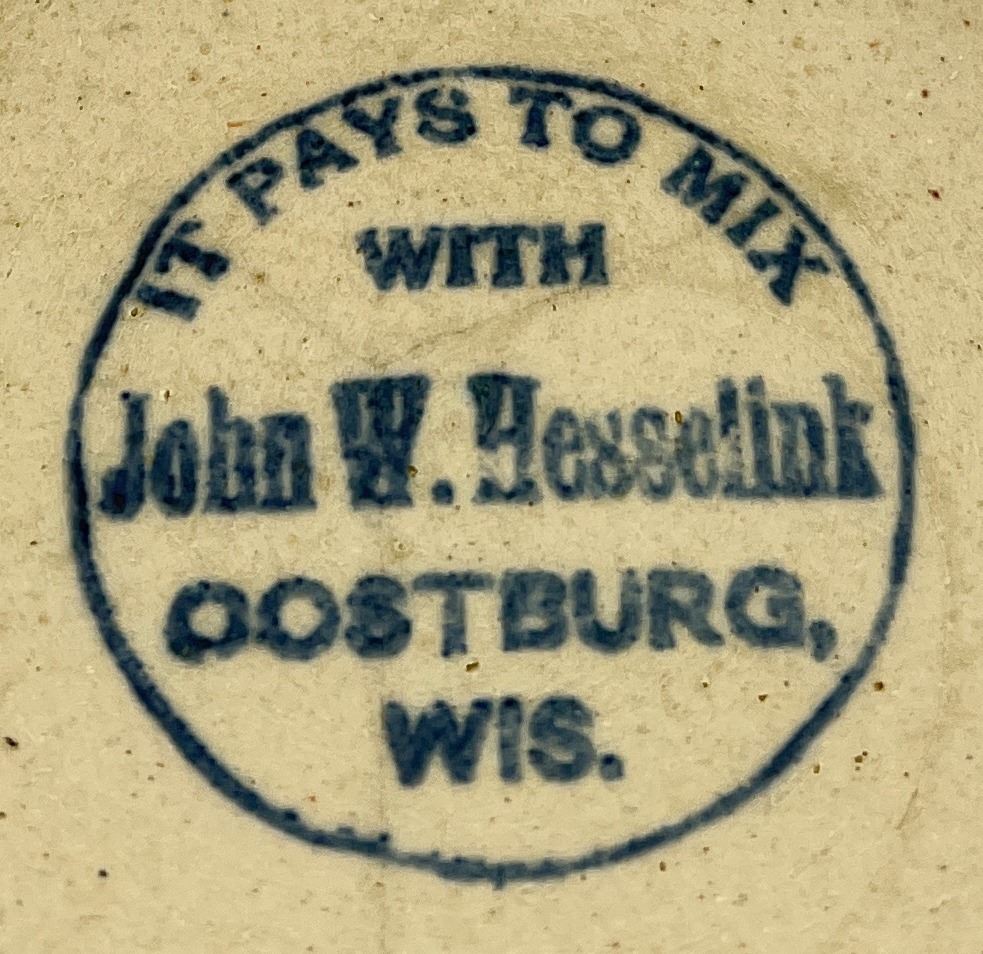 IT PAYS TO MIX
WITH
John W. Hesselink
OOSTBURG,
WIS.